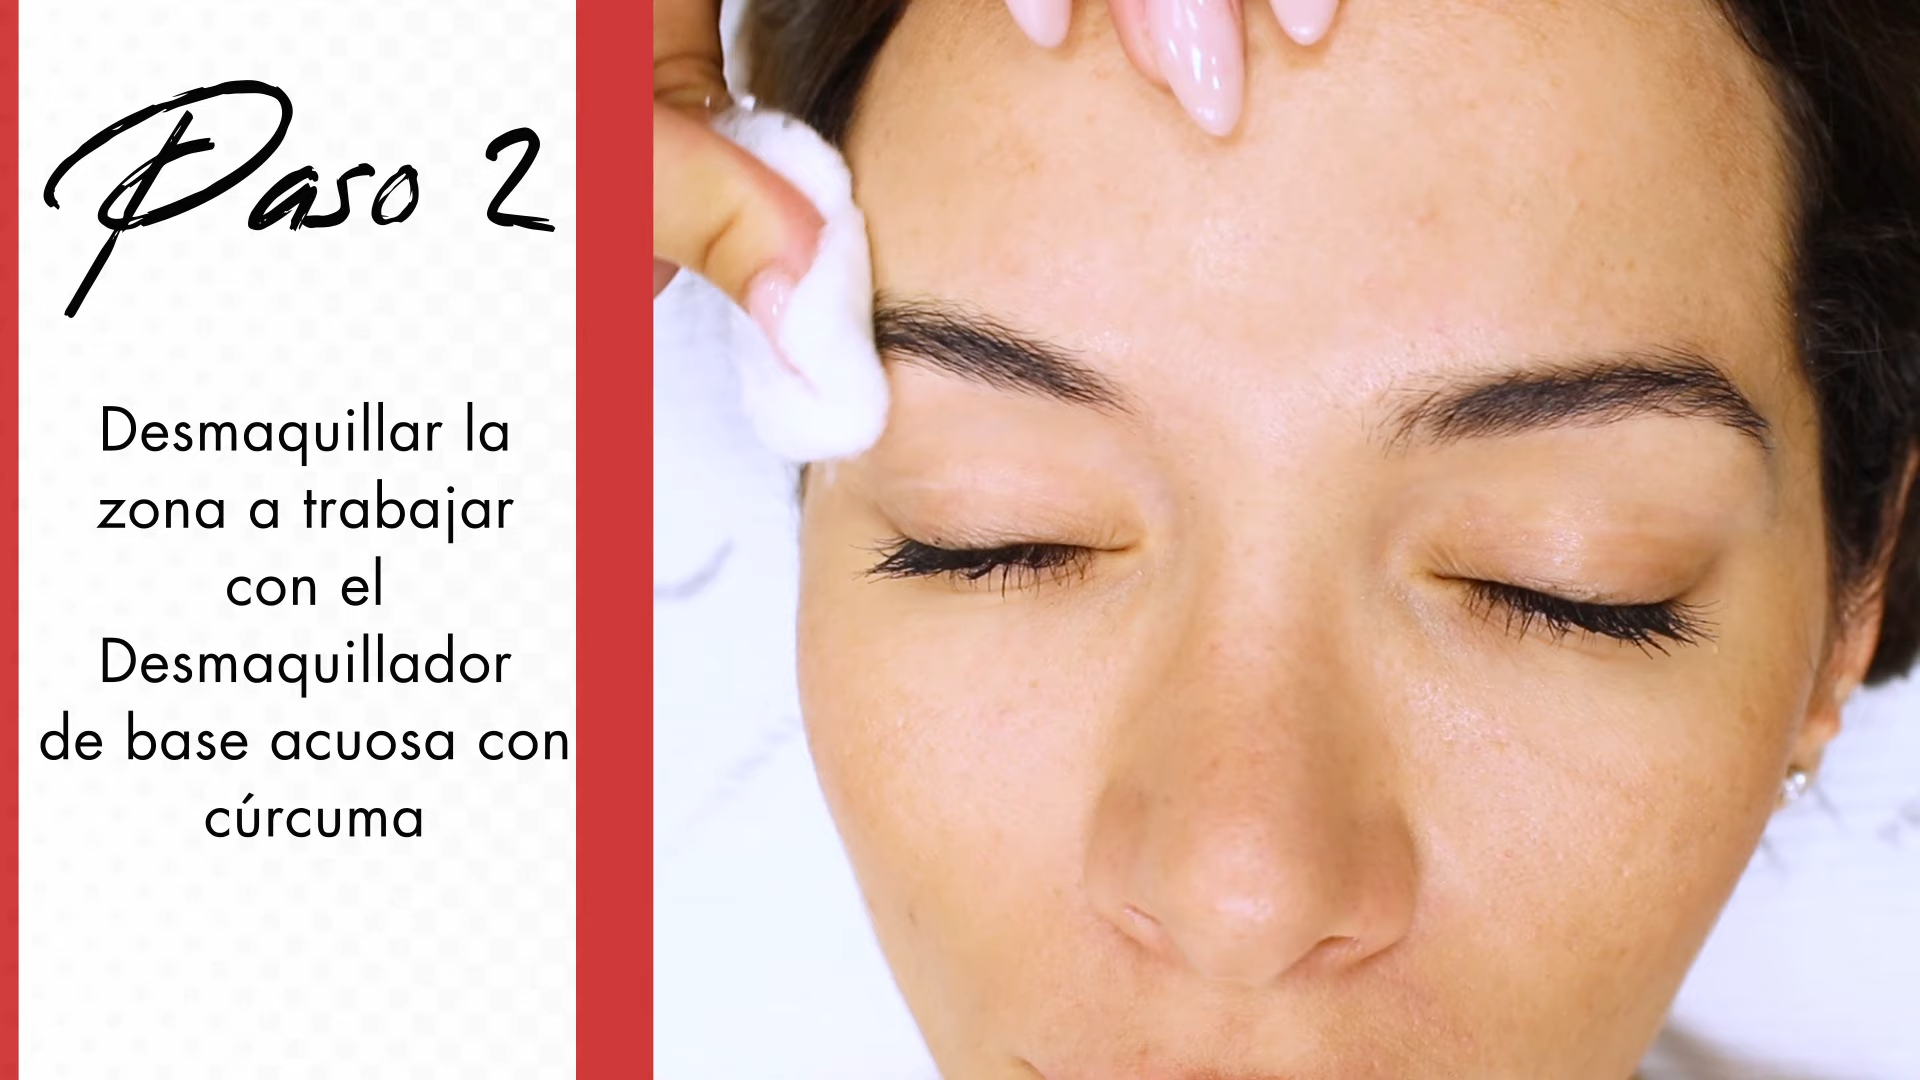 Paso 2
Desmaquillar la
zona a trabajar
con el
Desmaquillador
de base acuosa con
cúrcuma